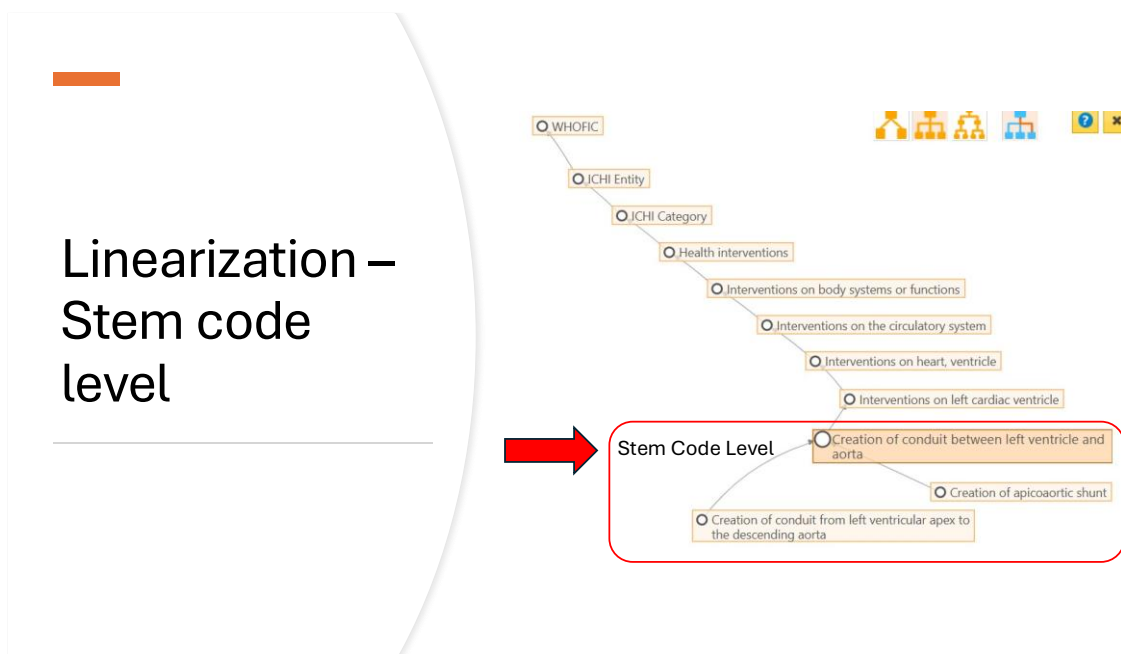 Linearization –
Stem code
level
WHOFIC
ICHI Entity
ICHI Category
Health interventions
Interventions on body systems or functions
Interventions on the circulatory system
Interventions on heart, ventricle
Interventions on left cardiac ventricle
Stem Code Level
Creation of conduit between left ventricle and
aorta
Creation of apicoaortic shunt
Creation of conduit from left ventricular apex to
the descending aorta